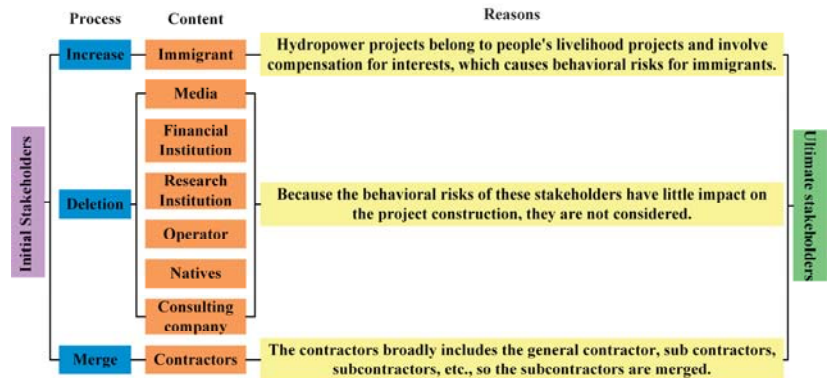 Process
Content
Reasons
Initial Stakeholders
Increase
Immigrant
Hydropower projects belong to people's livelihood projects and involve
compensation for interests, which causes behavioral risks for immigrants.
Deletion
Media
Financial
Institution
Research
Institution
Operator
Natives
Consulting
company
Because the behavioral risks of these stakeholders have little impact on
the project construction, they are not considered.
Merge
Contractors
The contractors broadly includes the general contractor, sub contractors,
subcontractors, etc., so the subcontractors are merged.
Ultimate stakeholders